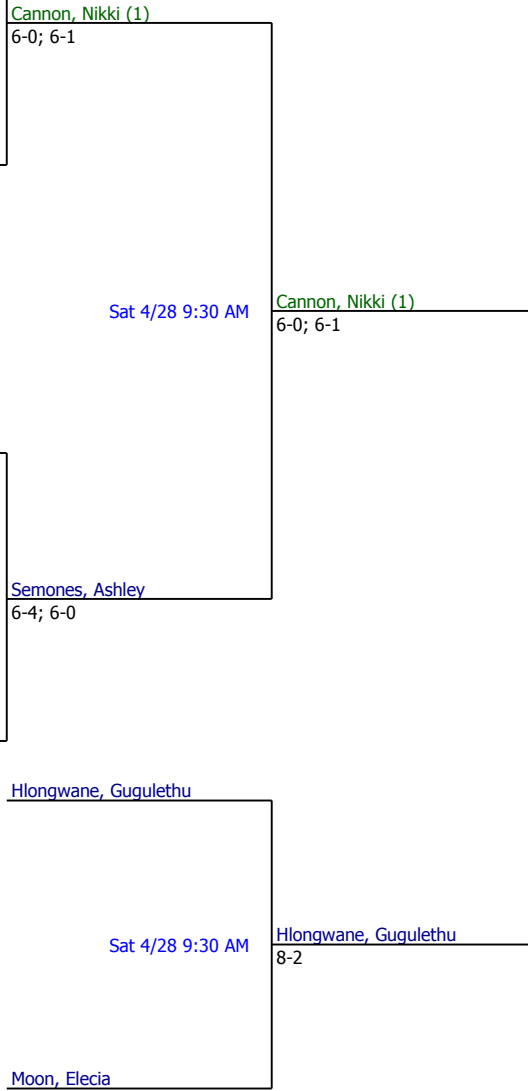 Cannon, Nikki (1)
6-0; 6-1
Sat 4/28 9:30 AM
Cannon, Nikki (1)
6-0; 6-1
Semones, Ashley
6-4; 6-0
Hlongwane, Gugulethu
Sat 4/28 9:30 AM
Hlongwane, Gugulethu
8-2
Moon, Elecia